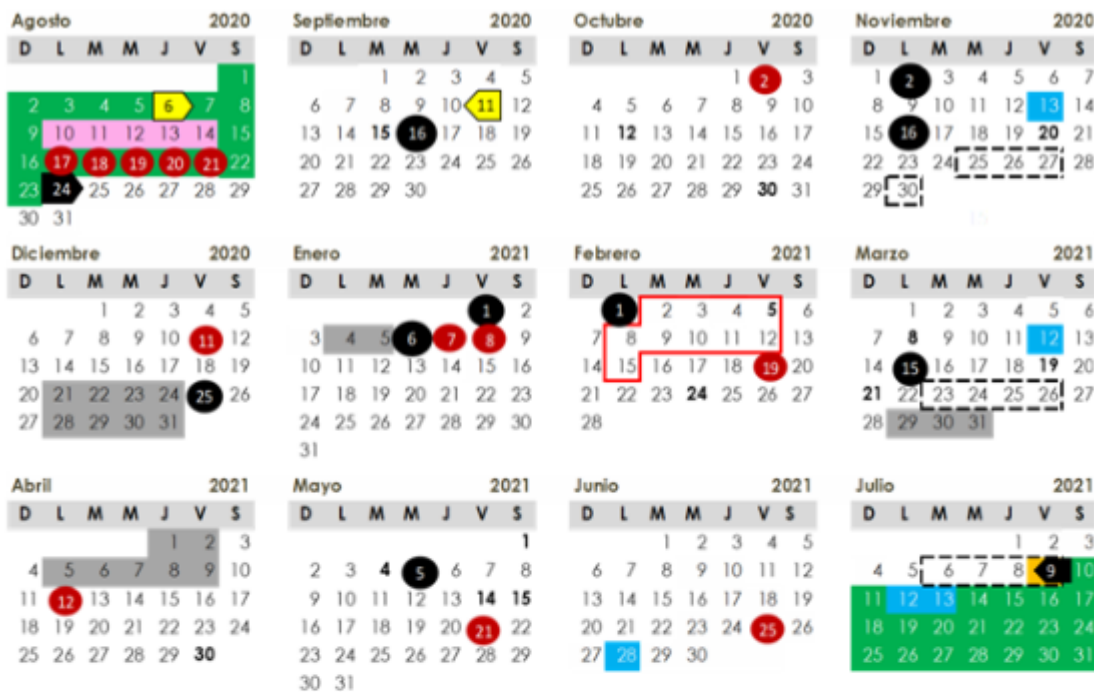 Agosto 2020 Septiembre 2020 Octubre 2020 Noviembre 2020
D L M M J V S D L M M J V S D L M M J V S D L M M J V S
1 1 2 3 4 5 1 2 3 1 2 3 4 5 6 7
2 3 4 5 6 7 8 6 7 8 9 10 11 12 4 5 6 7 8 9 10 8 9 10 11 12 13 14
9 10 11 12 13 14 15 13 14 15 16 17 18 19 11 12 13 14 15 16 17 15 16 17 18 19 20 21
16 17 18 19 20 21 22 20 21 22 23 24 25 26 18 19 20 21 22 23 24 22 23 24 25 26 27 28
23 24 25 26 27 28 29 27 28 29 30 25 26 27 28 29 30 31 29 30
30 31
Diciembre 2020 Enero 2021 Febrero 2021 Marzo 2021
D L M M J V S D L M M J V S D L M M J V S D L M M J V S
1 2 3 4 5 1 2 1 2 3 4 5 6 1 2 3 4 5 6
6 7 8 9 10 11 12 3 4 5 6 7 8 9 7 8 9 10 11 12 13 7 8 9 10 11 12 13
13 14 15 16 17 18 19 10 11 12 13 14 15 16 14 15 16 17 18 19 20 14 15 16 17 18 19 20
20 21 22 23 24 25 26 17 18 19 20 21 22 23 21 22 23 24 25 26 27 21 22 23 24 25 26 27
27 28 29 30 31 24 25 26 27 28 29 30 28 28 29 30 31
31
Abril 2021 Mayo 2021 Junio 2021 Julio 2021
D L M M J V S D L M M J V S D L M M J V S D L M M J V S
1 2 3 1 1 2 3 4 5 1 2 3
4 5 6 7 8 9 10 2 3 4 5 6 7 8 6 7 8 9 10 11 12 4 5 6 7 8 9 10
11 12 13 14 15 16 17 9 10 11 12 13 14 15 13 14 15 16 17 18 19 11 12 13 14 15 16 17
18 19 20 21 22 23 24 16 17 18 19 20 21 22 20 21 22 23 24 25 26 18 19 20 21 22 23 24
25 26 27 28 29 30 23 24 25 26 27 28 29 27 28 29 30 25 26 27 28 29 30 31
30 31